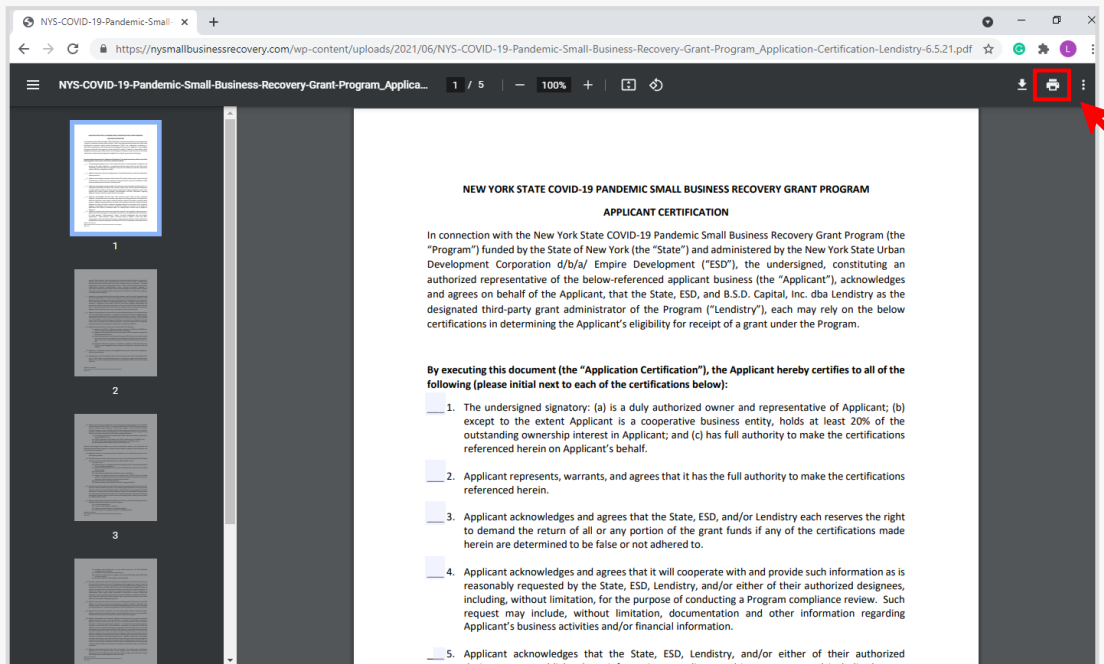 NYS-COVID-19-Pandemic-Small-
https://nysmallbusinessrecovery.com/wp-content/uploads/2021/06/NYS-COVID-19-Pandemic-Small-Business-Recovery-Grant-Program_Application-Certification-Lendistry-6.5.21.pdf
L
NYS-COVID-19-Pandemic-Small-Business-Recovery-Grant-Program_Applica... 1 / 5 100%
1
2
3
NEW YORK STATE COVID-19 PANDEMIC SMALL BUSINESS RECOVERY GRANT PROGRAM
APPLICANT CERTIFICATION
In connection with the New York State COVID-19 Pandemic Small Business Recovery Grant Program (the
“Program”) funded by the State of New York (the “State”) and administered by the New York State Urban
Development Corporation d/b/a/ Empire Development (“ESD”), the undersigned, constituting an
authorized representative of the below-referenced applicant business (the “Applicant”), acknowledges
and agrees on behalf of the Applicant, that the State, ESD, and B.S.D. Capital, Inc. dba Lendistry as the
designated third-party grant administrator of the Program (“Lendistry”), each may rely on the below
certifications in determining the Applicant’s eligibility for receipt of a grant under the Program.
By executing this document (the “Application Certification”), the Applicant hereby certifies to all of the
following (please initial next to each of the certifications below):
1. The undersigned signatory: (a) is a duly authorized owner and representative of Applicant; (b)
except to the extent Applicant is a cooperative business entity, holds at least 20% of the
outstanding ownership interest in Applicant; and (c) has full authority to make the certifications
referenced herein on Applicant’s behalf.
2. Applicant represents, warrants, and agrees that it has the full authority to make the certifications
referenced herein.
3. Applicant acknowledges and agrees that the State, ESD, and/or Lendistry each reserves the right
to demand the return of all or any portion of the grant funds if any of the certifications made
herein are determined to be false or not adhered to.
4. Applicant acknowledges and agrees that it will cooperate with and provide such information as is
reasonably requested by the State, ESD, Lendistry, and/or either of their authorized designees,
including, without limitation, for the purpose of conducting a Program compliance review. Such
request may include, without limitation, documentation and other information regarding
Applicant’s business activities and/or financial information.
5. Applicant acknowledges that the State, ESD, Lendistry, and/or either of their authorized